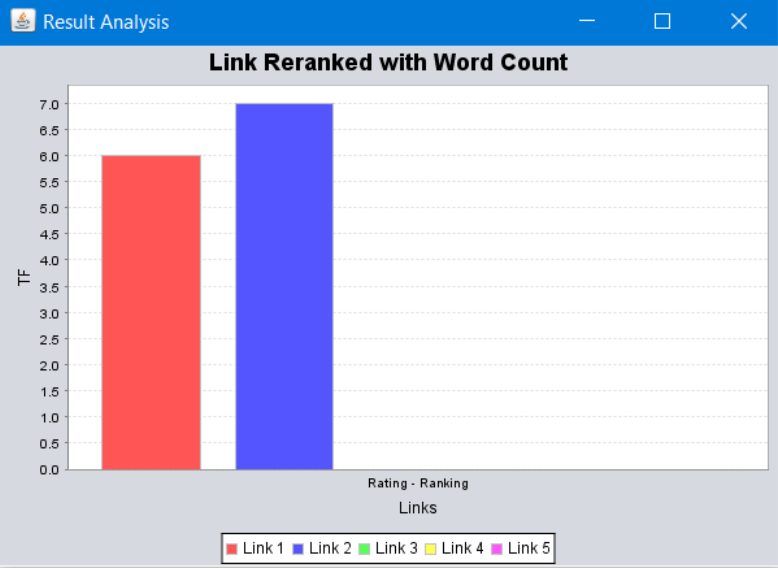 Result Analysis
Link Reranked with Word Count
7.0
6.5
6.0
5.5
5.0
4.5
4.0
3.5
3.0
2.5
2.0
1.5
1.0
0.5
0.0
TF
Rating - Ranking
Links
Link 1 Link 2 Link 3 Link 4 Link 5